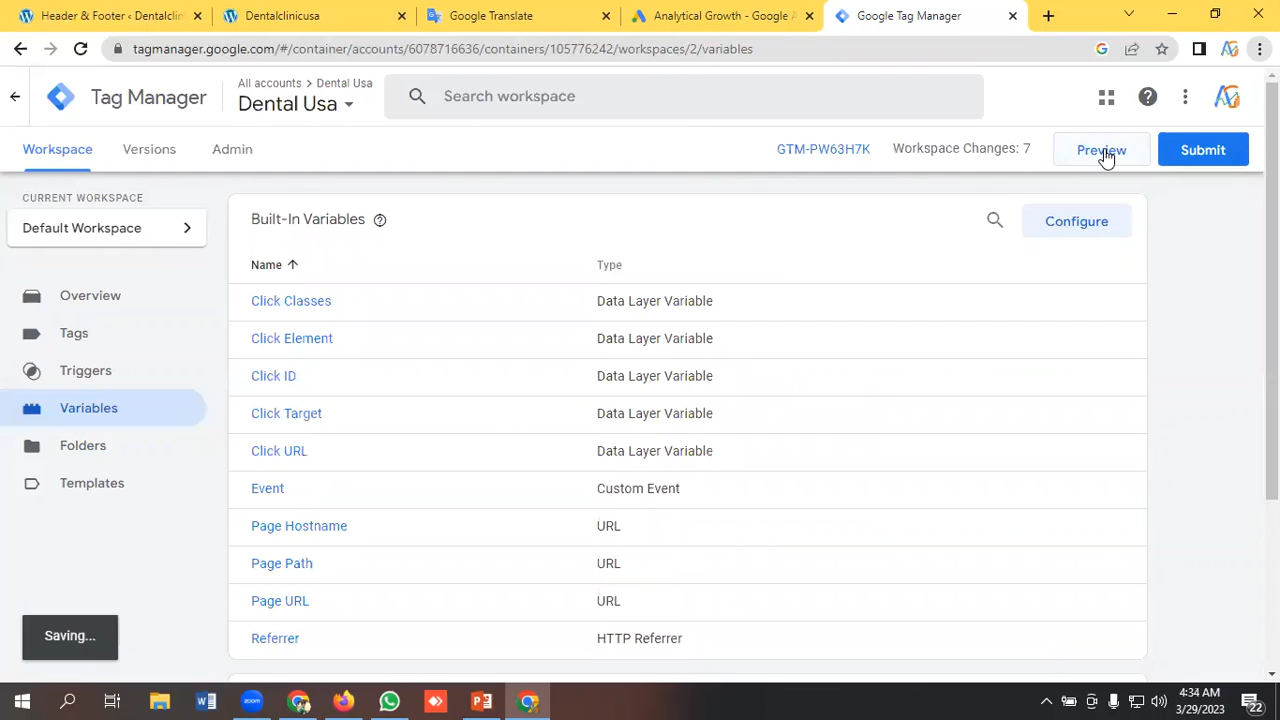 Header & Footer ‹ Dentalclin
Dentalclinicusa
Google Translate
Analytical Growth - Google A
Google Tag Manager
tagmanager.google.com/#/container/accounts/6078716636/containers/105776242/workspaces/2/variables
Tag Manager
All accounts > Dental Usa
Dental Usa
Search workspace
Workspace
Versions
Admin
GTM-PW63H7K
Workspace Changes: 7
Preview
Submit
CURRENT WORKSPACE
Default Workspace
Overview
Tags
Triggers
Variables
Folders
Templates
Built-In Variables
Configure
Name
Type
Click Classes
Data Layer Variable
Click Element
Data Layer Variable
Click ID
Data Layer Variable
Click Target
Data Layer Variable
Click URL
Data Layer Variable
Event
Custom Event
Page Hostname
URL
Page Path
URL
Page URL
URL
Referrer
HTTP Referrer
Saving...
4:34 AM
3/29/2023
22